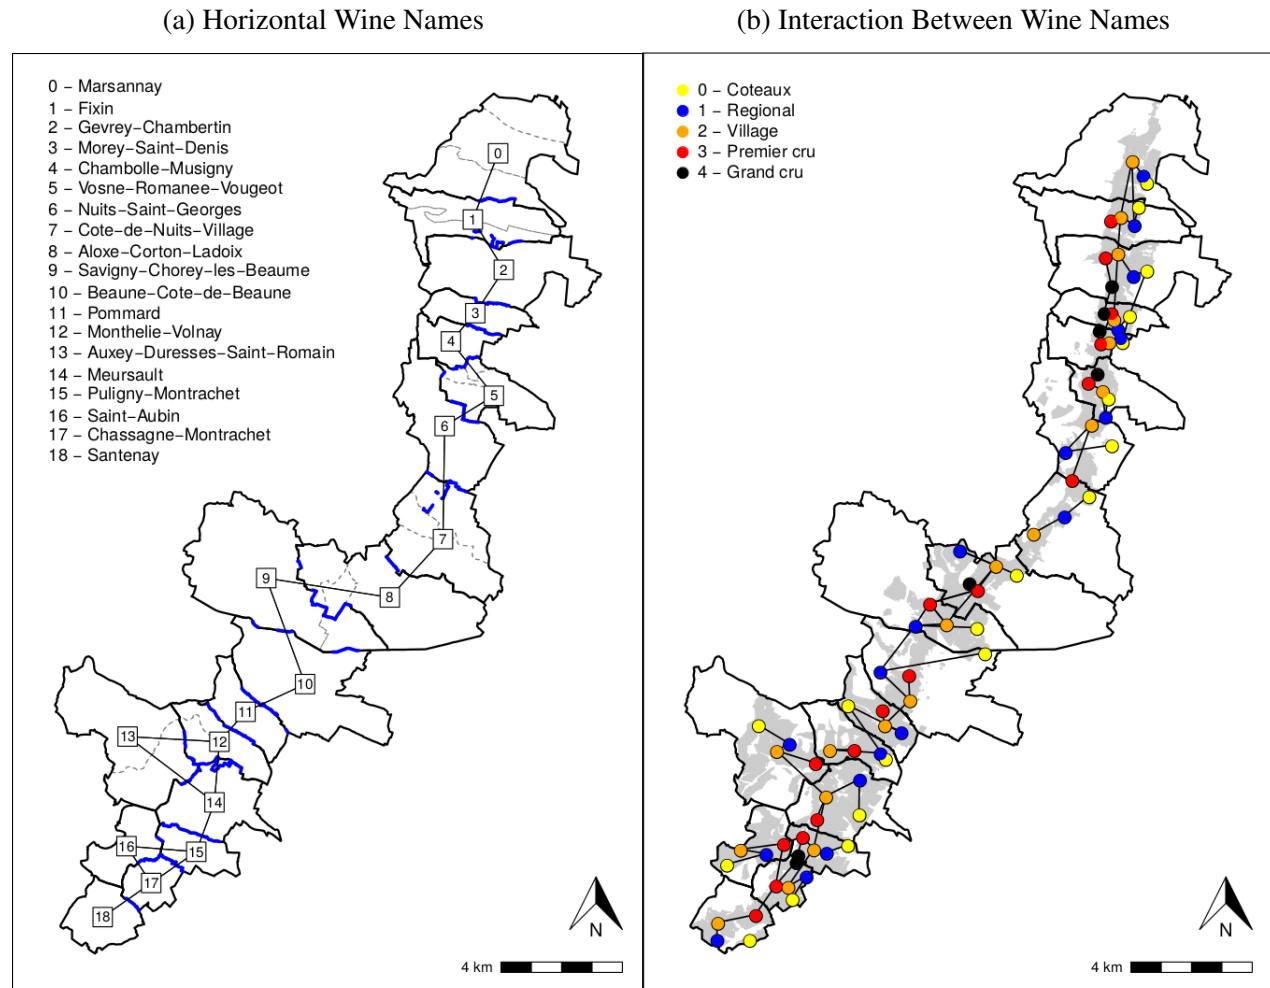 (a) Horizontal Wine Names
0 − Marsannay
1 − Fixin
2 − Gevrey−Chambertin
3 − Morey−Saint−Denis
4 − Chambolle−Musigny
5 − Vosne−Romanee−Vougeot
6 − Nuits−Saint−Georges
7 − Cote−de−Nuits−Village
8 − Aloxe−Corton−Ladoix
9 − Savigny−Chorey−les−Beaume
10 − Beaune−Cote−de−Beaune
11 − Pommard
12 − Monthelie−Volnay
13 − Auxey−Duresses−Saint−Romain
14 − Meursault
15 − Puligny−Montrachet
16 − Saint−Aubin
17 − Chassagne−Montrachet
18 − Santenay
0
1
2
3
4
5
6
7
8
9
10
11
12
13
14
15
16
17
18
N
4 km
(b) Interaction Between Wine Names
0 − Coteaux
1 − Regional
2 − Village
3 − Premier cru
4 − Grand cru
N
4 km